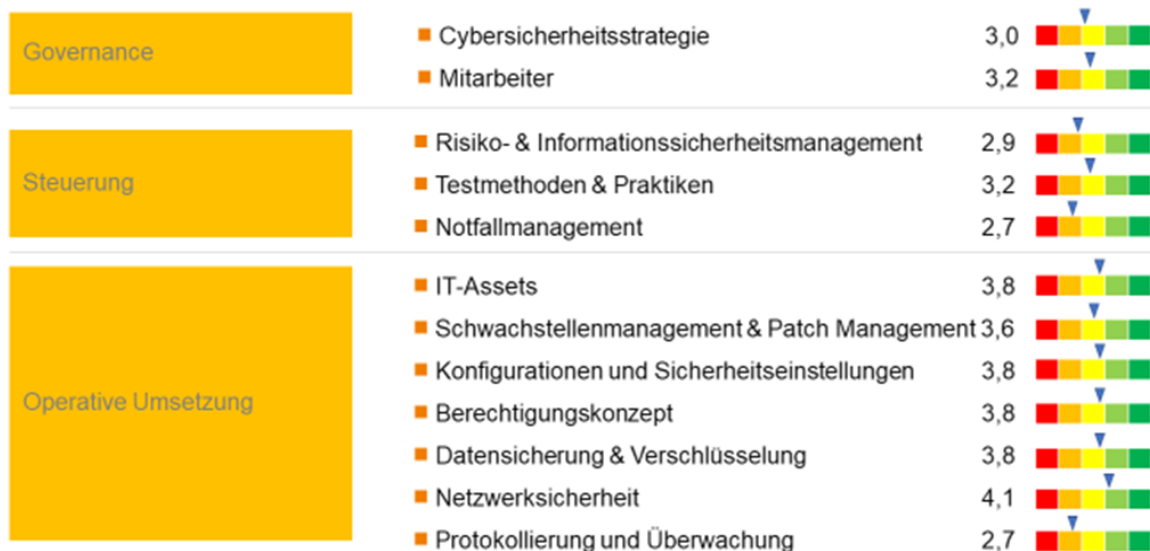 Governance
Cybersicherheitsstrategie 3,0
Mitarbeiter 3,2
Steuerung
Risiko- & Informationssicherheitsmanagement 2,9
Testmethoden & Praktiken 3,2
Notfallmanagement 2,7
Operative Umsetzung
IT-Assets 3,8
Schwachstellenmanagement & Patch Management 3,6
Konfigurationen und Sicherheitseinstellungen 3,8
Berechtigungskonzept 3,8
Datensicherung & Verschlüsselung 3,8
Netzwerksicherheit 4,1
Protokollierung und Überwachung 2,7